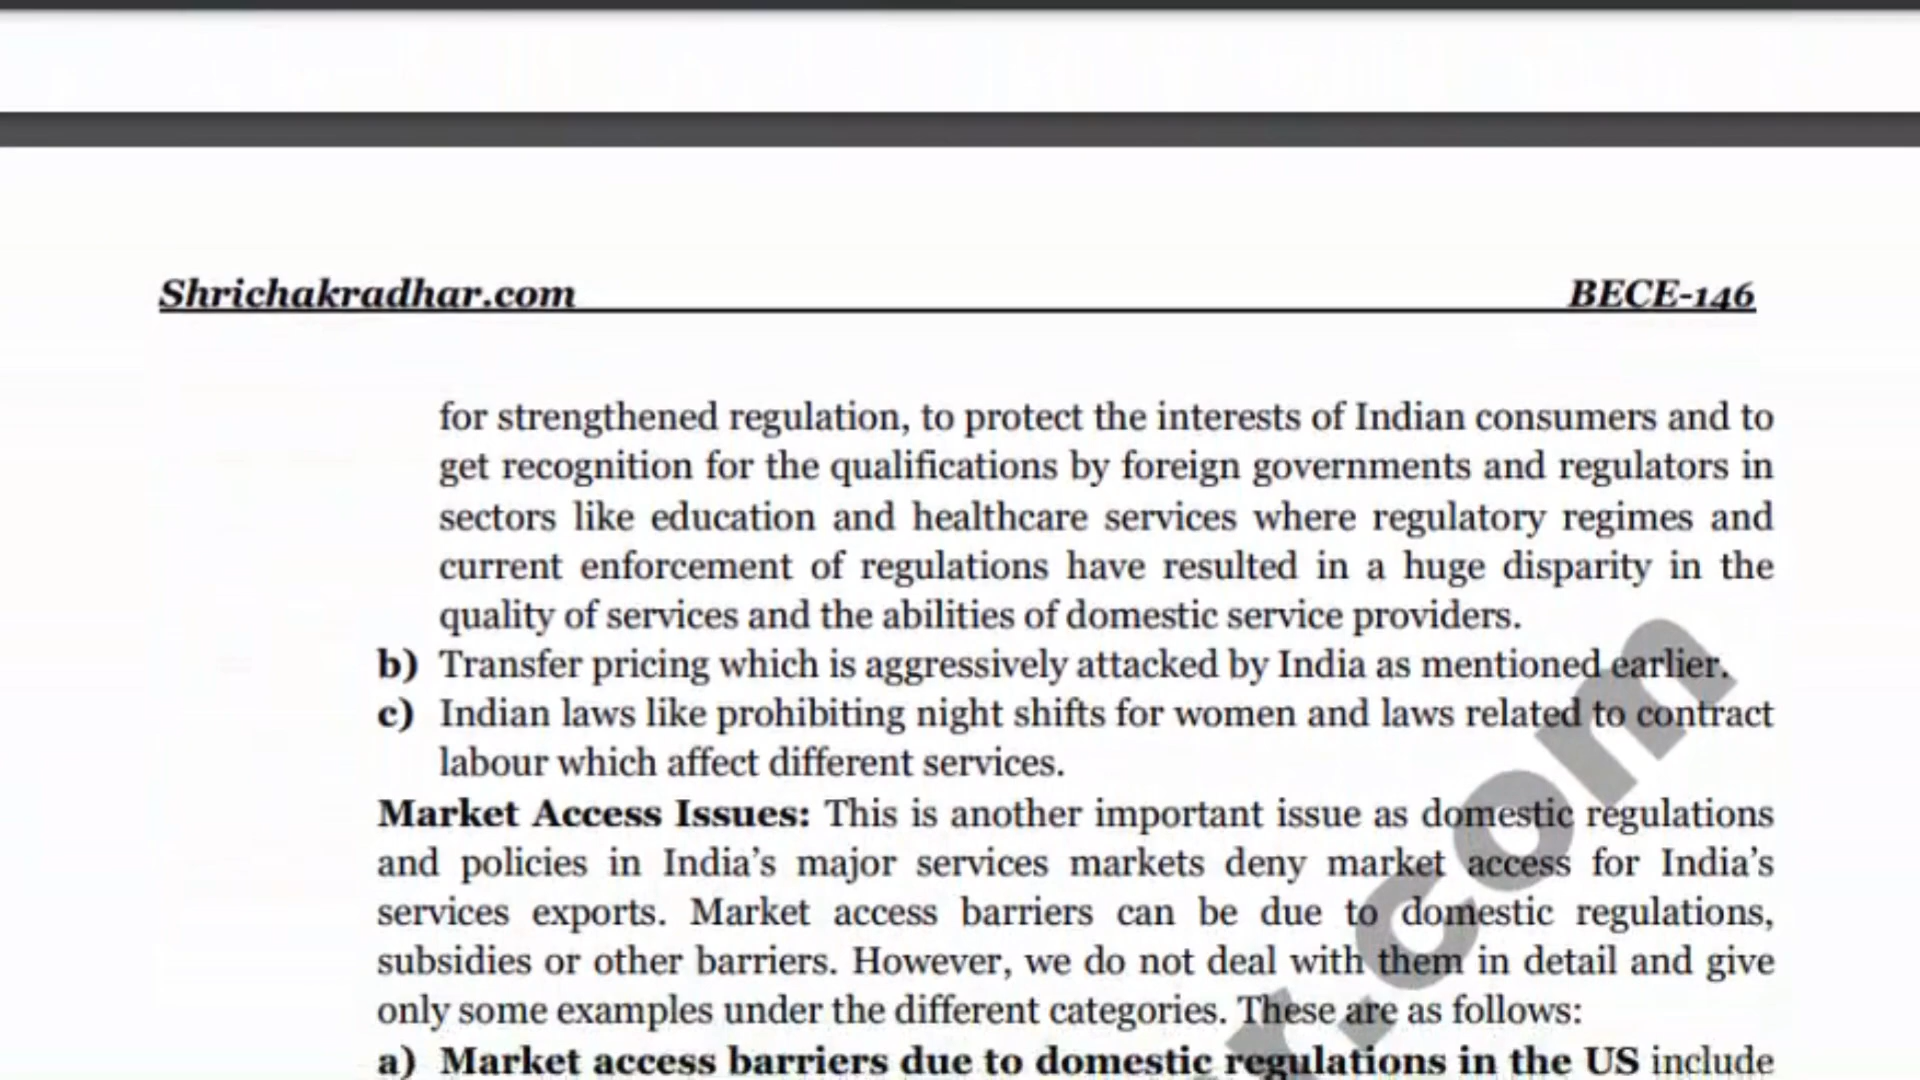 Shrichakradhar.com BECE-146
for strengthened regulation, to protect the interests of Indian consumers and to
get recognition for the qualifications by foreign governments and regulators in
sectors like education and healthcare services where regulatory regimes and
current enforcement of regulations have resulted in a huge disparity in the
quality of services and the abilities of domestic service providers.
b) Transfer pricing which is aggressively attacked by India as mentioned earlier.
c) Indian laws like prohibiting night shifts for women and laws related to contract
labour which affect different services.
Market Access Issues: This is another important issue as domestic regulations
and policies in India’s major services markets deny market access for India’s
services exports. Market access barriers can be due to domestic regulations,
subsidies or other barriers. However, we do not deal with them in detail and give
only some examples under the different categories. These are as follows:
a) Market access barriers due to domestic regulations in the US include
r.com